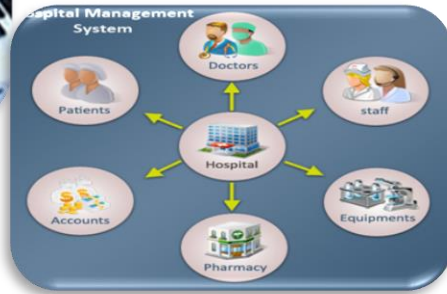 spital Management
System
Doctors
Patients
staff
Hospital
Accounts
Equipments
Pharmacy